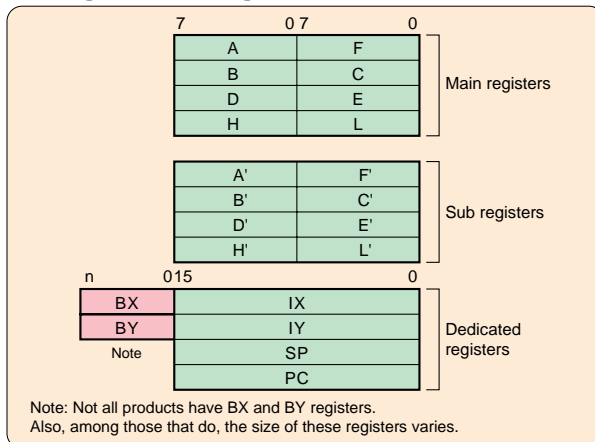 7 0 7 0
A F
B C
D E
H L
Main registers
A' F'
B' C'
D' E'
H' L'
Sub registers
n 0 15 0
BX IX
BY IY
Note SP
PC
Dedicated
registers
Note: Not all products have BX and BY registers.
Also, among those that do, the size of these registers varies.